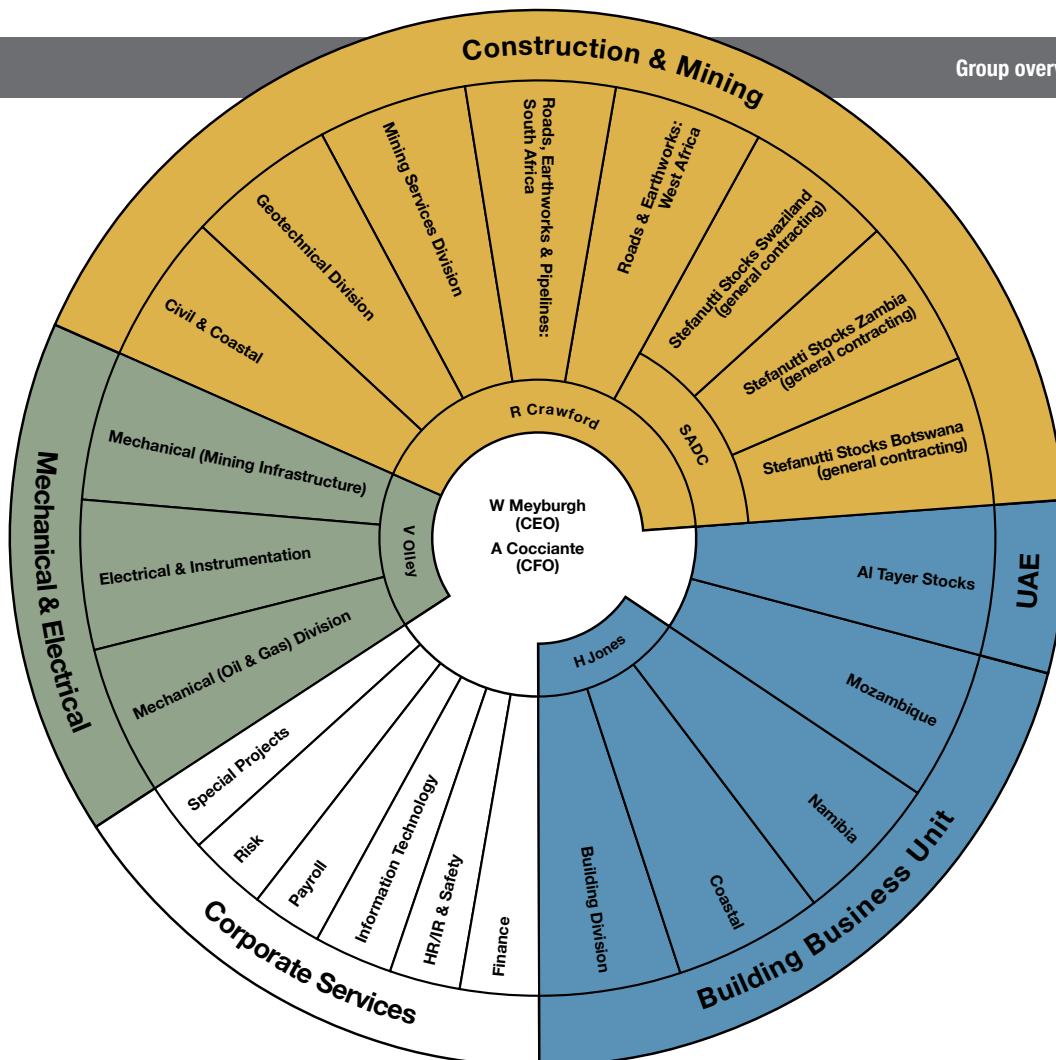 Group overv
Construction & Mining
Civil & Coastal
Geotechnical Division
Mining Services Division
Roads, Earthworks & Pipelines:
South Africa
Roads & Earthworks:
West Africa
Stefanutti Stocks Swaziland
(general contracting)
Stefanutti Stocks Zambia
(general contracting)
Stefanutti Stocks Botswana
(general contracting)
R Crawford
SADC
W Meyburgh
(CEO)
A Cocciante
(CFO)
Mechanical & Electrical
Mechanical (Mining Infrastructure)
Electrical & Instrumentation
Mechanical (Oil & Gas) Division
V Olley
UAE
Al Tayer Stocks
Building Business Unit
Mozambique
Namibia
Coastal
Building Division
H Jones
Corporate Services
Special Projects
Risk
Payroll
Information Technology
HR/IR & Safety
Finance